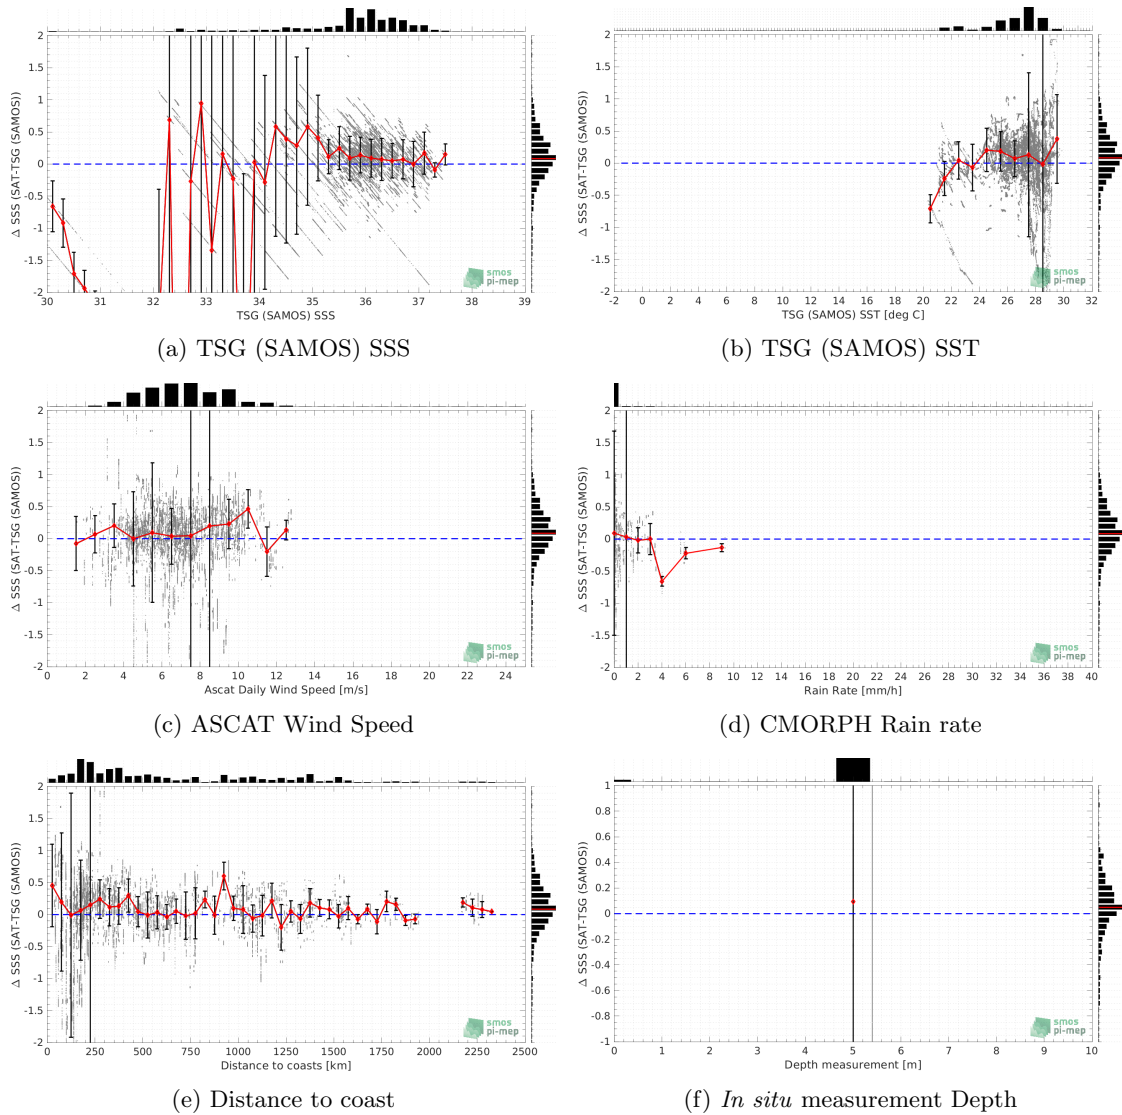 2
1.5
1
0.5
0
-0.5
-1
-1.5
-2
Δ SSS (SAT-TSG (SAMOS))
30 31 32 33 34 35 36 37 38 39
TSG (SAMOS) SSS
smos
pi-mep
(a) TSG (SAMOS) SSS
2
1.5
1
0.5
0
-0.5
-1
-1.5
-2
Δ SSS (SAT-TSG (SAMOS))
-2 0 2 4 6 8 10 12 14 16 18 20 22 24 26 28 30 32
TSG (SAMOS) SST [deg C]
smos
pi-mep
(b) TSG (SAMOS) SST
2
1.5
1
0.5
0
-0.5
-1
-1.5
-2
Δ SSS (SAT-TSG (SAMOS))
0 2 4 6 8 10 12 14 16 18 20 22 24
Ascat Daily Wind Speed [m/s]
smos
pi-mep
(c) ASCAT Wind Speed
2
1.5
1
0.5
0
-0.5
-1
-1.5
-2
Δ SSS (SAT-TSG (SAMOS))
0 2 4 6 8 10 12 14 16 18 20 22 24 26 28 30 32 34 36 38 40
Rain Rate [mm/h]
smos
pi-mep
(d) CMORPH Rain rate
2
1.5
1
0.5
0
-0.5
-1
-1.5
-2
Δ SSS (SAT-TSG (SAMOS))
0 250 500 750 1000 1250 1500 1750 2000 2250 2500
Distance to coasts [km]
smos
pi-mep
(e) Distance to coast
1
0.8
0.6
0.4
0.2
0
-0.2
-0.4
-0.6
-0.8
-1
Δ SSS (SAT-TSG (SAMOS))
0 1 2 3 4 5 6 7 8 9 10
Depth measurement [m]
smos
pi-mep
(f) In situ measurement Depth